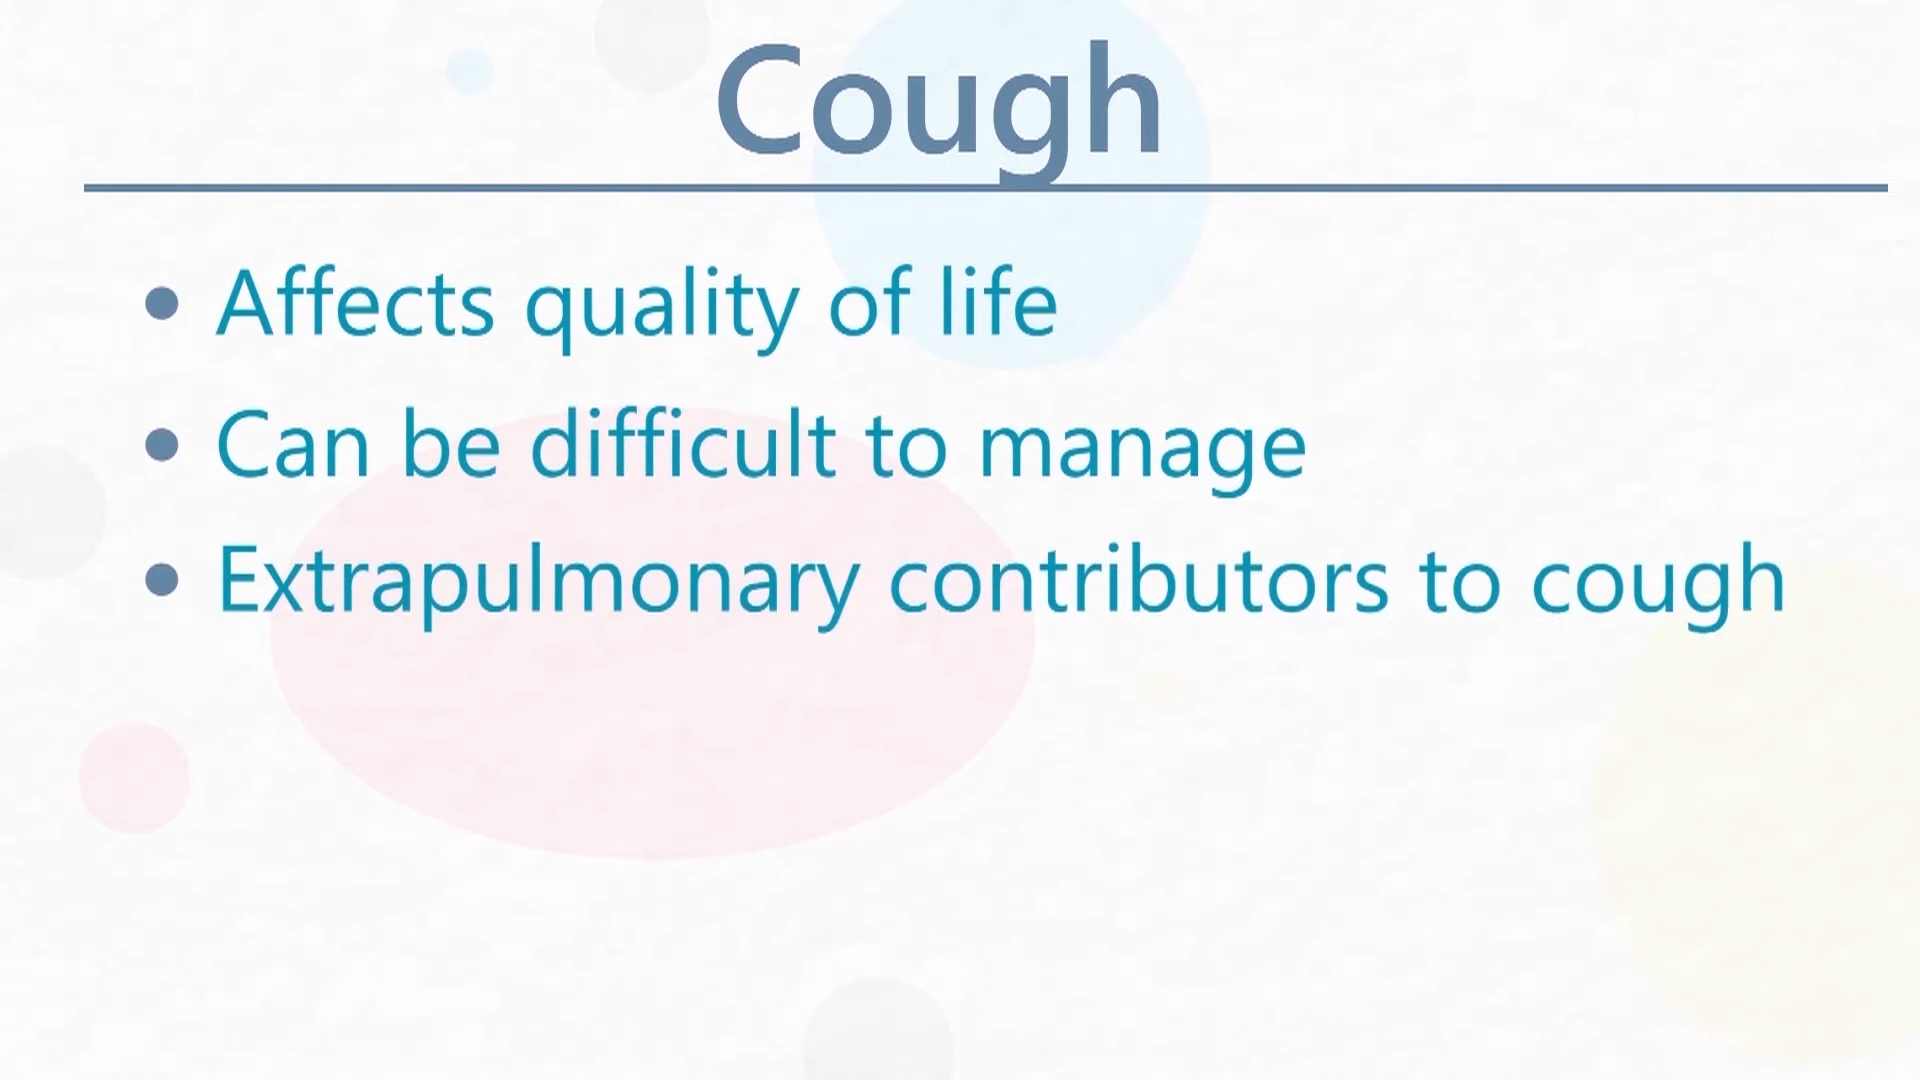 Cough
• Affects quality of life
• Can be difficult to manage
• Extrapulmonary contributors to cough